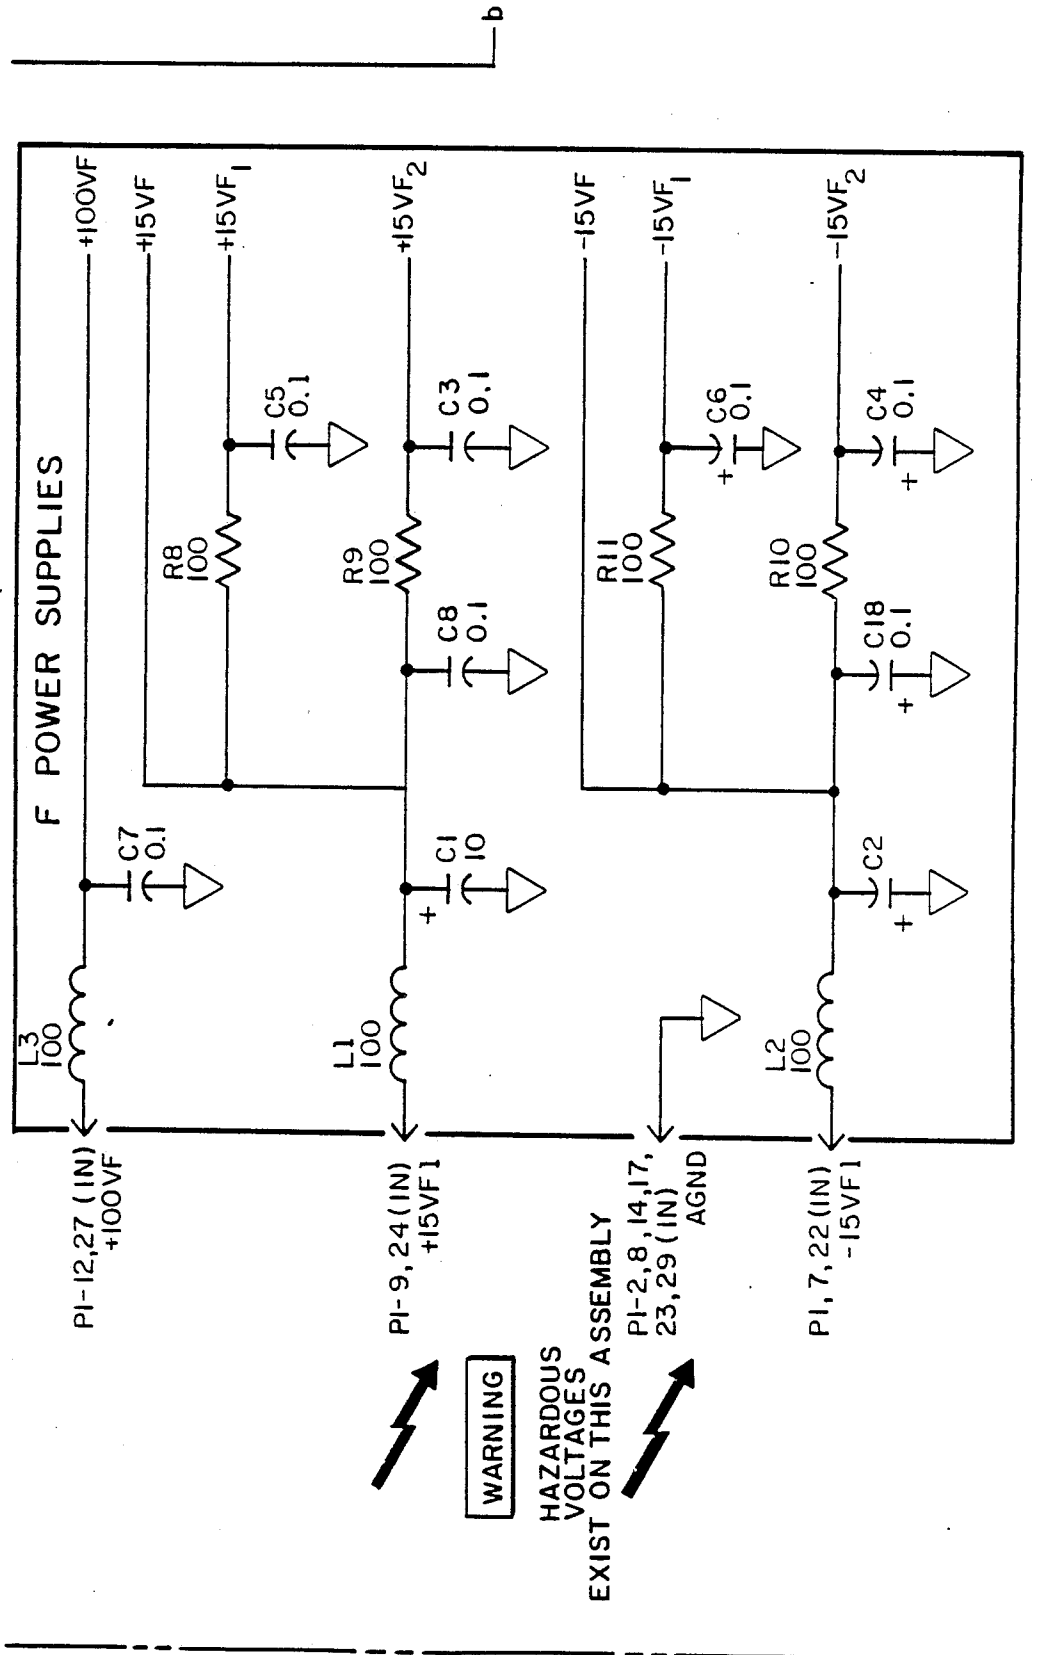 F POWER SUPPLIES
P1-12,27 (IN)
+100VF
L3
100
C7
0.1
+100VF
+15VF
R8
100
C5
0.1
+15VF1
P1-9,24(IN)
+15VF1
L1
100
+
C1
10
C8
0.1
R9
100
C3
0.1
+15VF2
P1-2,8,14,17,
23,29(IN)
AGND
-15VF
R11
100
+
C6
0.1
-15VF1
P1,7,22(IN)
-15VF1
L2
100
+
C2
+
C18
0.1
R10
100
+
C4
0.1
-15VF2
WARNING
HAZARDOUS
VOLTAGES
EXIST ON THIS ASSEMBLY
b